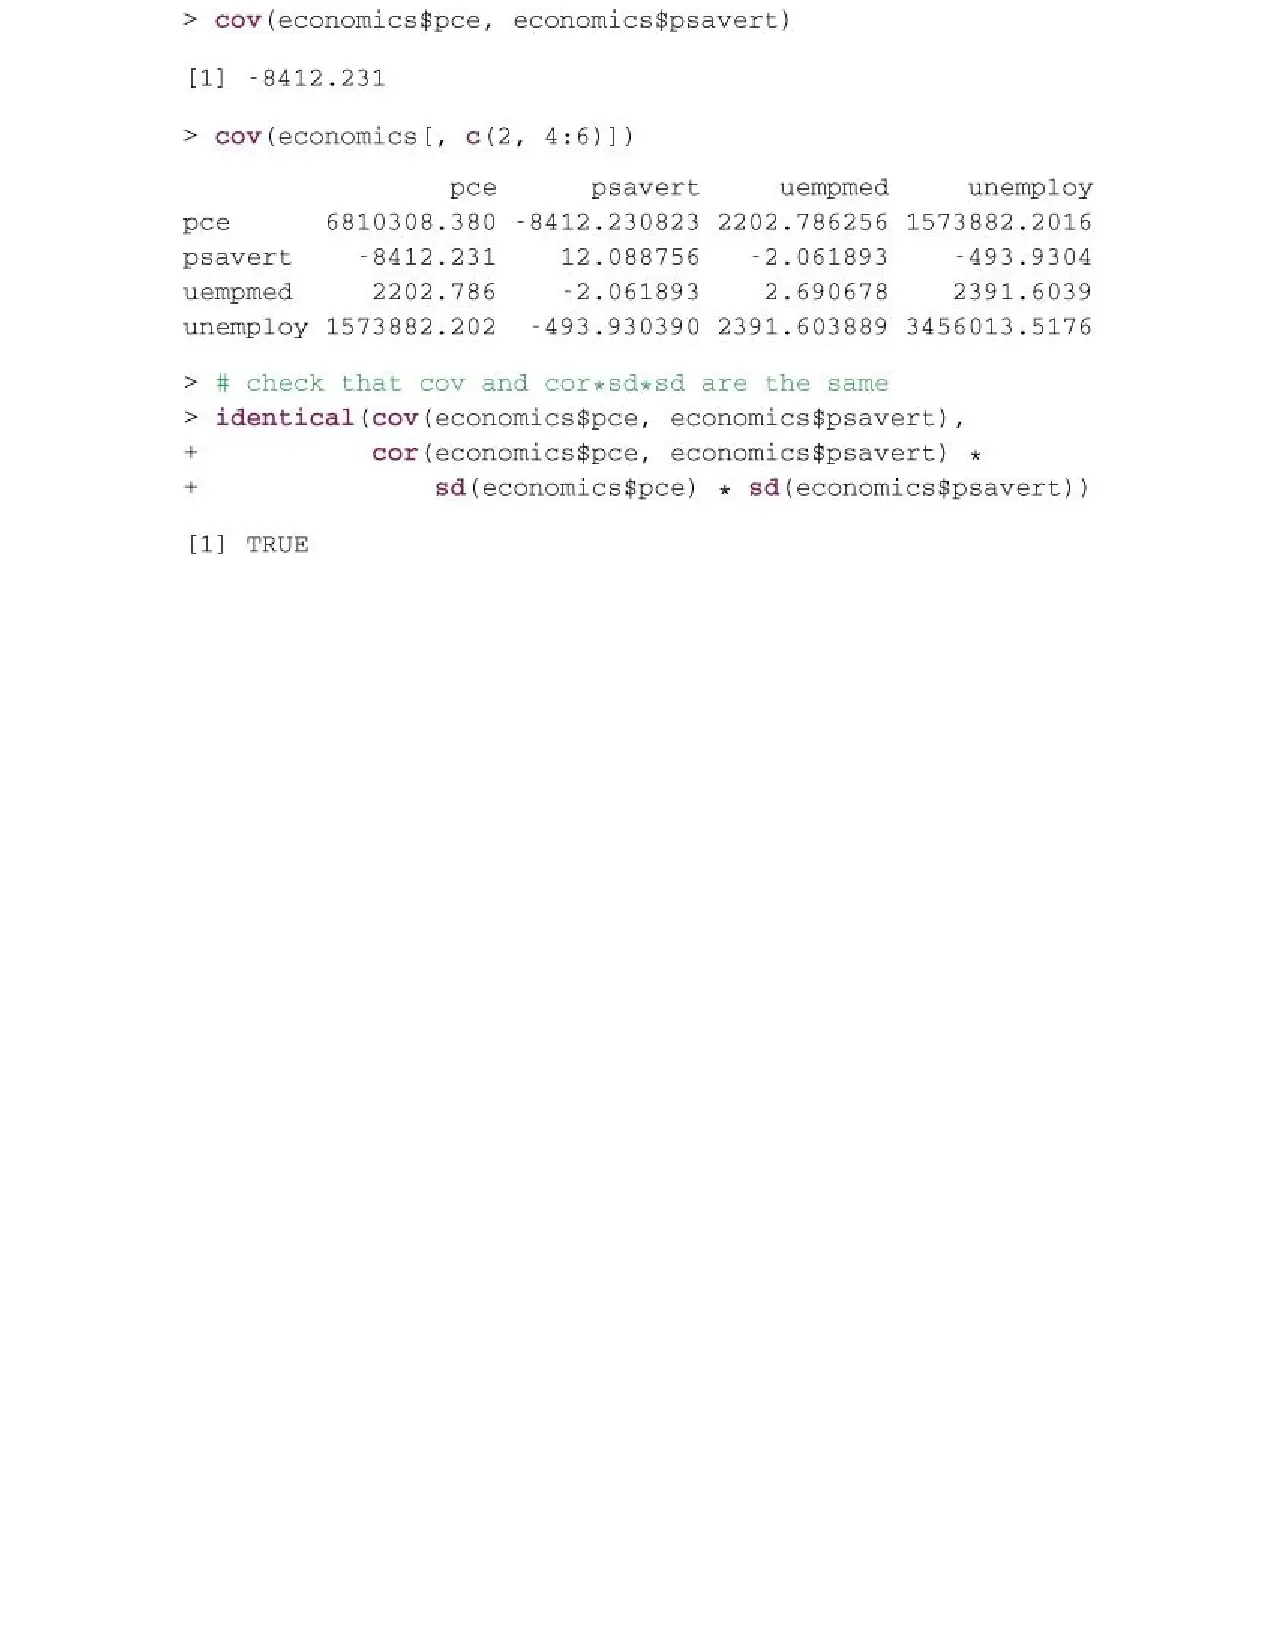 > cov(economics$pce, economics$psavert)
[1] -8412.231
> cov(economics[, c(2, 4:6)])
pce psavert uempmed unemploy
pce 6810308.380 -8412.230823 2202.786256 1573882.2016
psavert -8412.231 12.088756 -2.061893 -493.9304
uempmed 2202.786 -2.061893 2.690678 2391.6039
unemploy 1573882.202 -493.930390 2391.603889 3456013.5176
> # check that cov and cor*sd*sd are the same
> identical(cov(economics$pce, economics$psavert),
+ cor(economics$pce, economics$psavert) *
+ sd(economics$pce) * sd(economics$psavert))
[1] TRUE